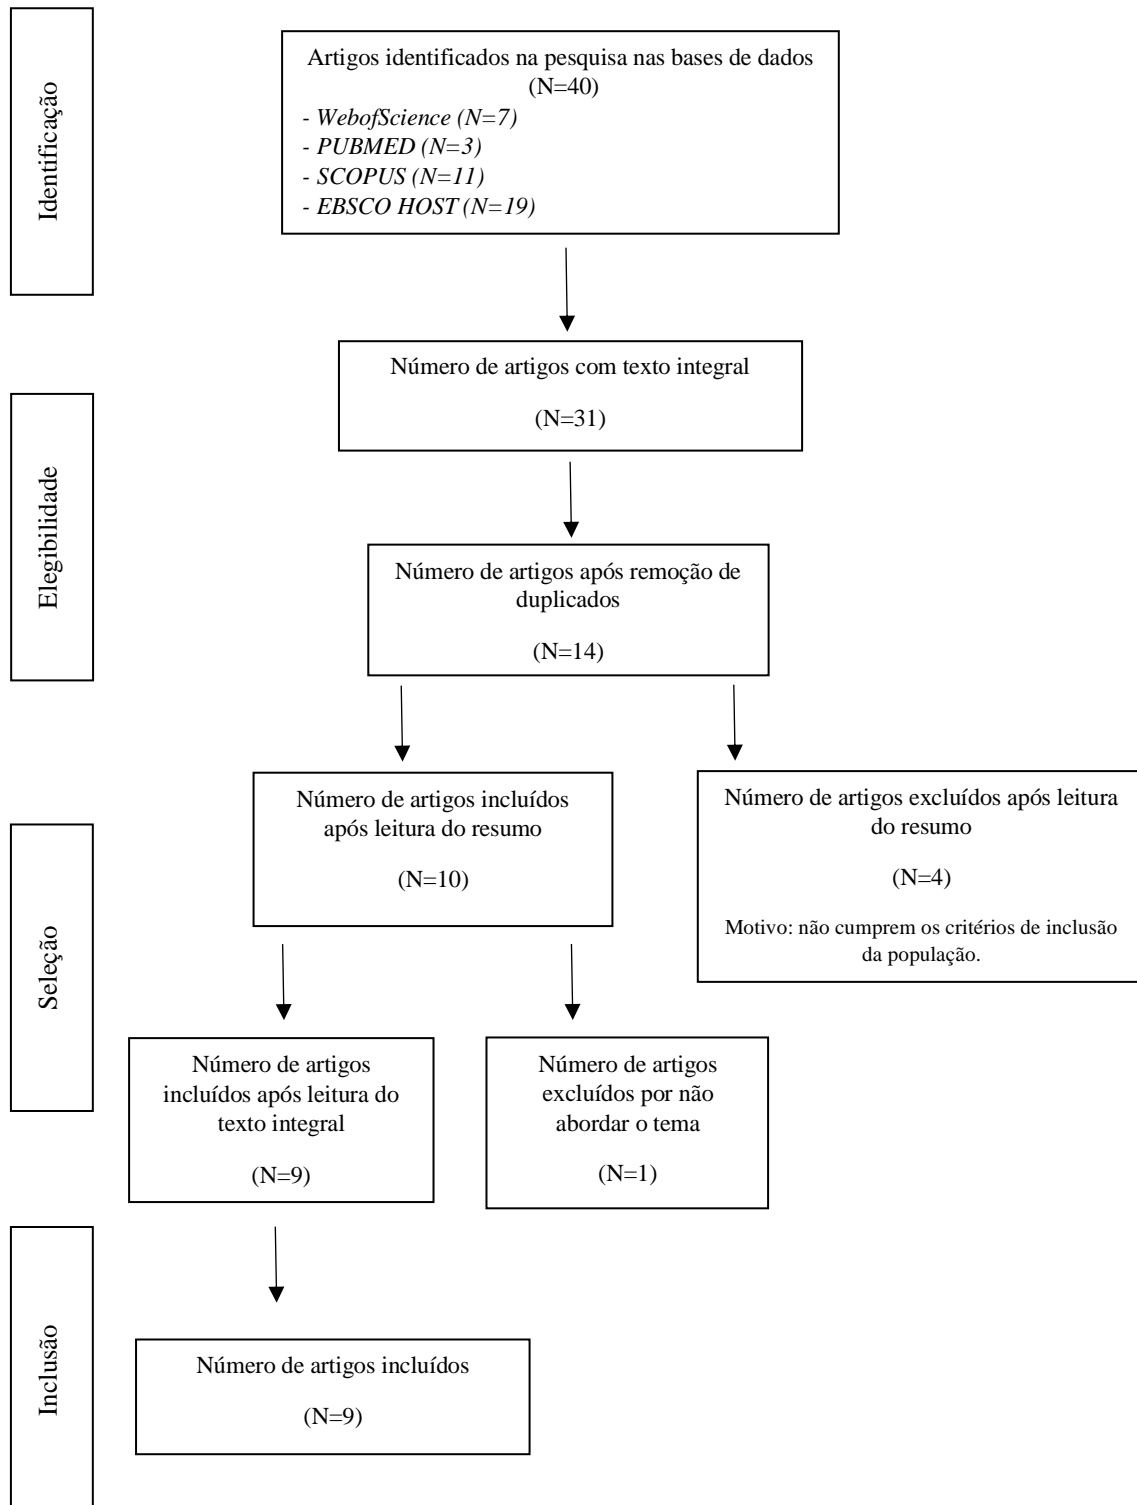 Identificação
Artigos identificados na pesquisa nas bases de dados
(N=40)
- WebofScience (N=7)
- PUBMED (N=3)
- SCOPUS (N=11)
- EBSCO HOST (N=19)
Elegibilidade
Número de artigos com texto integral
(N=31)
Número de artigos após remoção de
duplicados
(N=14)
Seleção
Número de artigos incluídos
após leitura do resumo
(N=10)
Número de artigos excluídos após leitura
do resumo
(N=4)
Motivo: não cumprem os critérios de inclusão
da população.
Número de artigos
incluídos após leitura do
texto integral
(N=9)
Número de artigos
excluídos por não
abordar o tema
(N=1)
Inclusão
Número de artigos incluídos
(N=9)